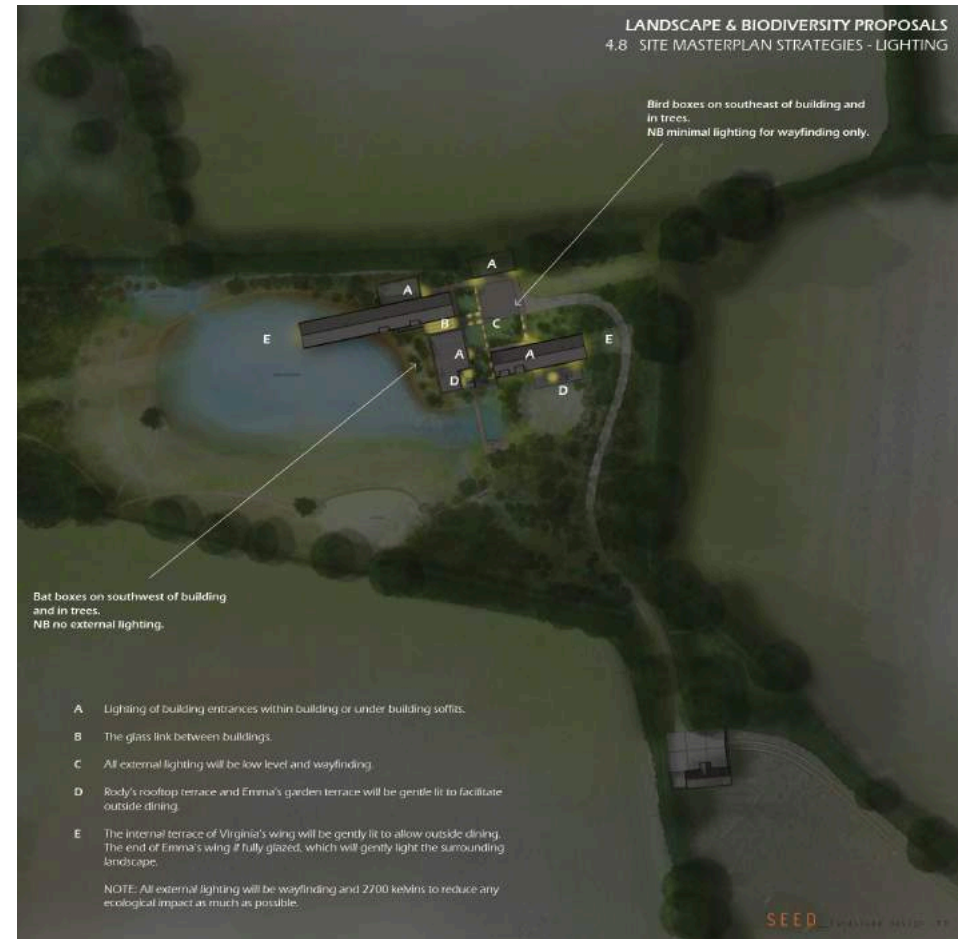 LANDSCAPE & BIODIVERSITY PROPOSALS
4.8 SITE MASTERPLAN STRATEGIES - LIGHTING
Bird boxes on southeast of building and
in trees.
NB minimal lighting for wayfinding only.
A
A
B
C
E
A
A
E
D
D
Bat boxes on southwest of building
and in trees.
NB no external lighting.
A Lighting of building entrances within building or under building soffits.
B The glass link between buildings.
C All external lighting will be low level and wayfinding.
D Rody's rooftop terrace and Emma's garden terrace will be gentle lit to facilitate
outside dining.
E The internal terrace of Virginia's wing will be gently lit to allow outside dining.
The end of Emma's wing if fully glazed, which will gently light the surrounding
landscape.
NOTE: All external lighting will be wayfinding and 2700 kelvins to reduce any
ecological impact as much as possible.
SEED landscape design